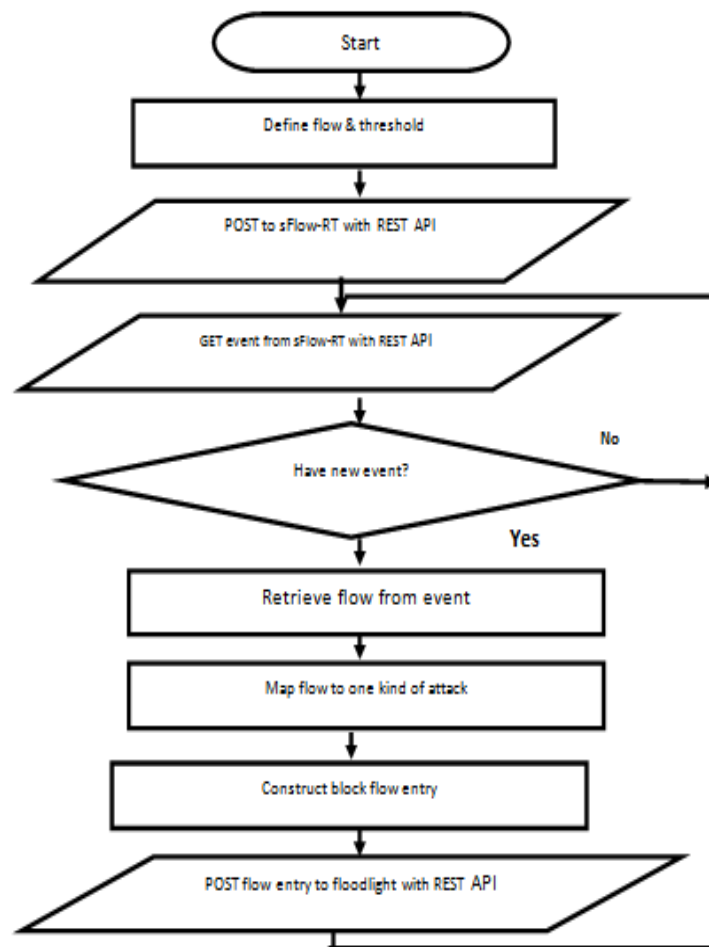 Start
Define flow & threshold
POST to sFlow-RT with REST API
GET event from sFlow-RT with REST API
No
Have new event?
Yes
Retrieve flow from event
Map flow to one kind of attack
Construct block flow entry
POST flow entry to floodlight with REST API